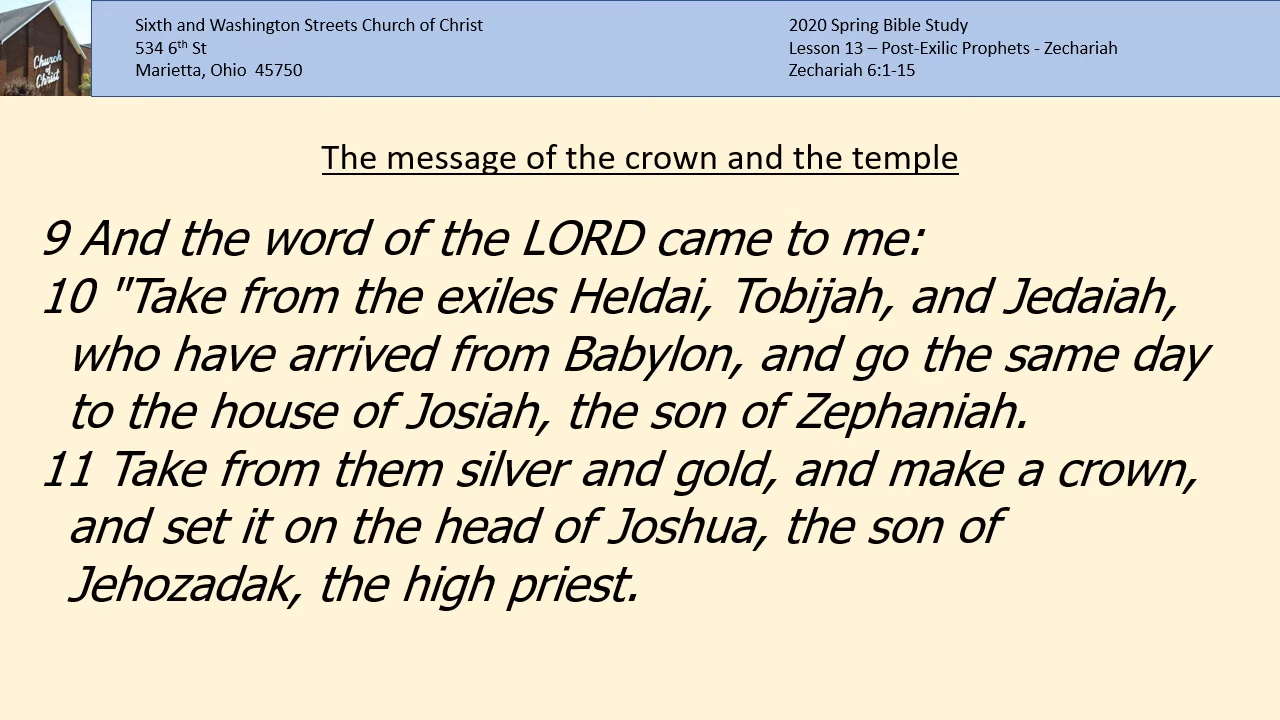 Church
of
Christ
Sixth and Washington Streets Church of Christ
534 6th St
Marietta, Ohio  45750
2020 Spring Bible Study
Lesson 13 – Post-Exilic Prophets - Zechariah
Zechariah 6:1-15
The message of the crown and the temple
9 And the word of the LORD came to me:
10 "Take from the exiles Heldai, Tobijah, and Jedaiah,
who have arrived from Babylon, and go the same day
to the house of Josiah, the son of Zephaniah.
11 Take from them silver and gold, and make a crown,
and set it on the head of Joshua, the son of
Jehozadak, the high priest.